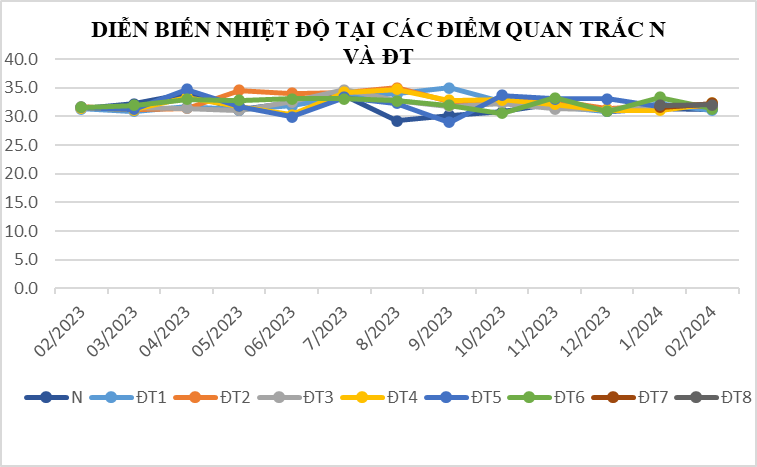 DIỄN BIẾN NHIỆT ĐỘ TẠI CÁC ĐIỂM QUAN TRẮC N
VÀ ĐT
40.0
35.0
30.0
25.0
20.0
15.0
10.0
5.0
0.0
02/2023 03/2023 04/2023 05/2023 06/2023 7/2023 8/2023 9/2023 10/2023 11/2023 12/2023 1/2024 02/2024
N ĐT1 ĐT2 ĐT3 ĐT4 ĐT5 ĐT6 ĐT7 ĐT8